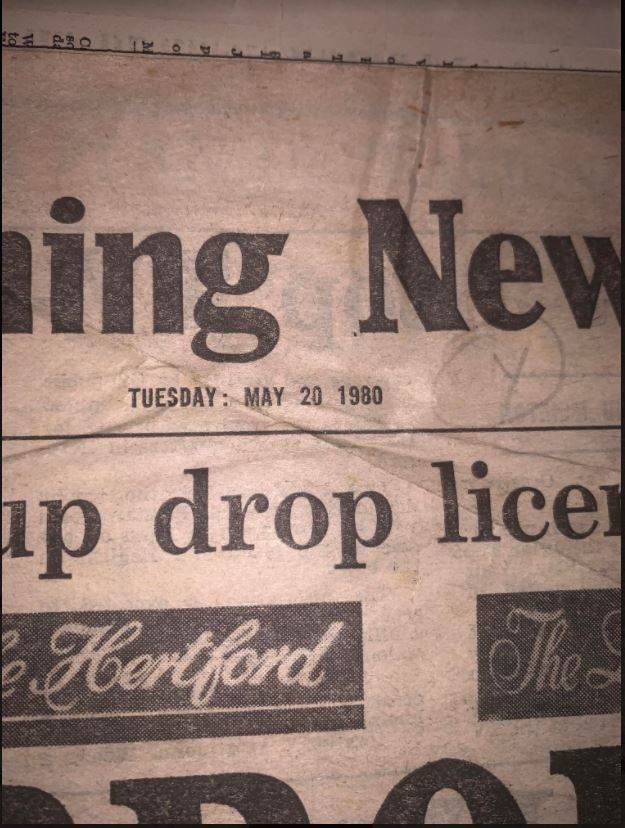 ning New
TUESDAY: MAY 20 1980
Y
up drop licen
e Hertford
The